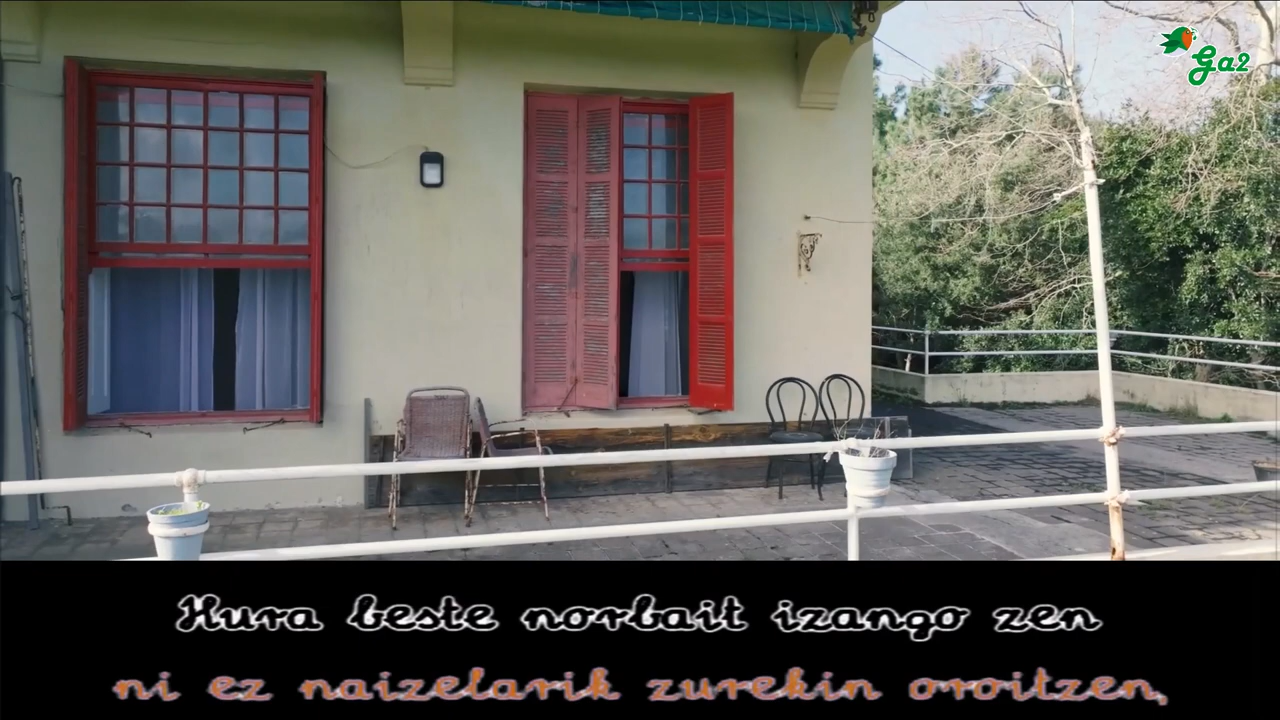 Ga2
Hura beste norbait izango zen
ni ez naizelarik zurekin oroitzen,